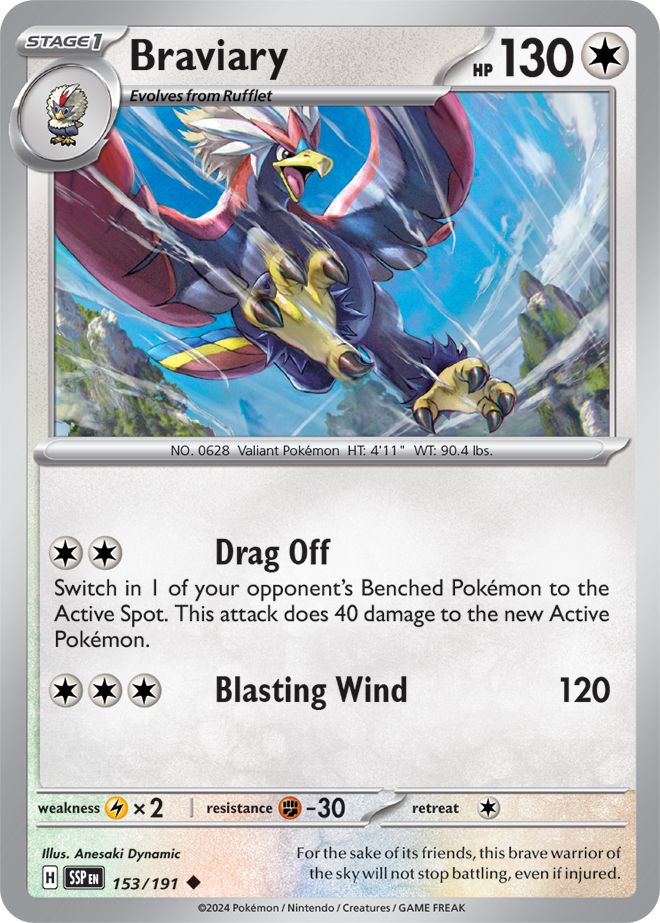 STAGE1
Braviary
HP 130
Evolves from Rufflet
NO. 0628 Valiant Pokémon HT: 4'11" WT: 90.4 lbs.
Drag Off
Switch in 1 of your opponent's Benched Pokémon to the
Active Spot. This attack does 40 damage to the new Active
Pokémon.
Blasting Wind 120
weakness ×2 resistance -30 retreat
Illus. Anesaki Dynamic
For the sake of its friends, this brave warrior of
the sky will not stop battling, even if injured.
H SSP EN 153/191
©2024 Pokémon / Nintendo / Creatures / GAME FREAK